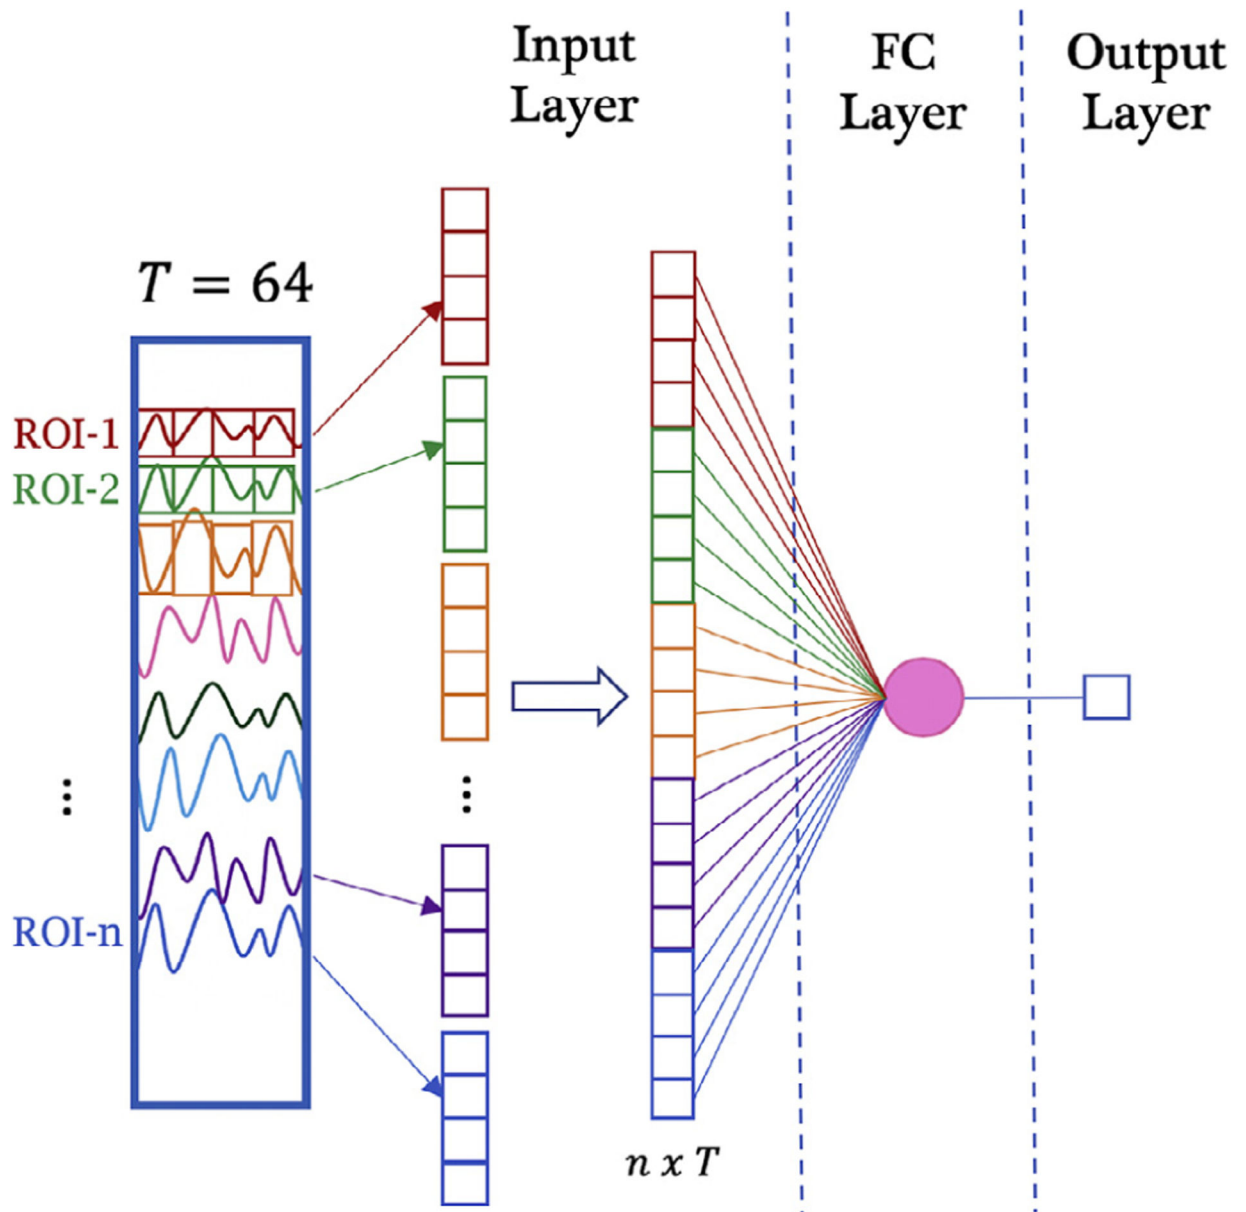 Input
Layer
FC
Layer
Output
Layer
T = 64
ROI-1
ROI-2
⋮
⋮
ROI-n
n x T